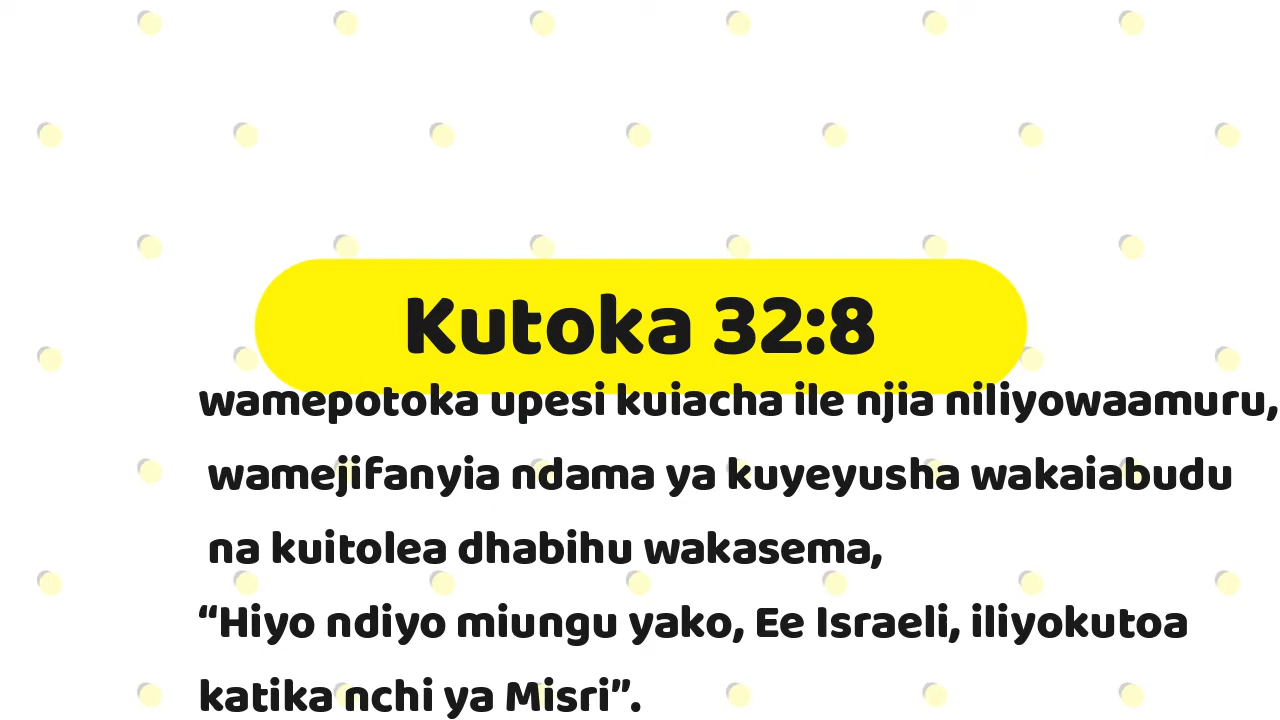 Kutoka 32:8
wamepotoka upesi kuiacha ile njia niliyowaamuru,
wamejifanyia ndama ya kuyeyusha wakaiabudu
na kuitolea dhabihu wakasema,
“Hiyo ndiyo miungu yako, Ee Israeli, iliyokutoa
katika nchi ya Misri”.